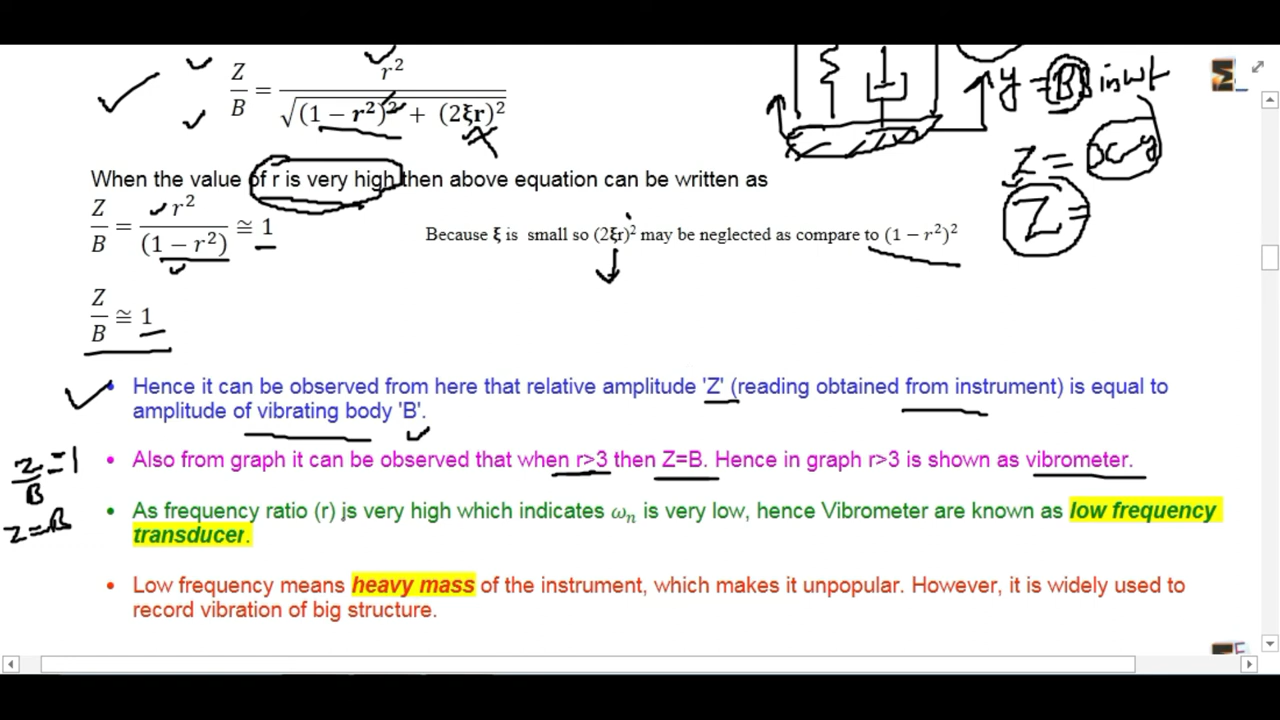 Z/B = r² / √((1 − r²)² + (2ξr)²)
y = B sin wt
Z = x-y
When the value of r is very high then above equation can be written as
Z =
Z/B = r² / (1 − r²) ≅ 1
Because ξ is small so (2ξr)² may be neglected as compare to (1 − r²)²
Z/B ≅ 1
• Hence it can be observed from here that relative amplitude 'Z' (reading obtained from instrument) is equal to
amplitude of vibrating body 'B'.
Z/B = 1
• Also from graph it can be observed that when r>3 then Z=B. Hence in graph r>3 is shown as vibrometer.
Z = B
• As frequency ratio (r) is very high which indicates ωₙ is very low, hence Vibrometer are known as low frequency
transducer.
• Low frequency means heavy mass of the instrument, which makes it unpopular. However, it is widely used to
record vibration of big structure.